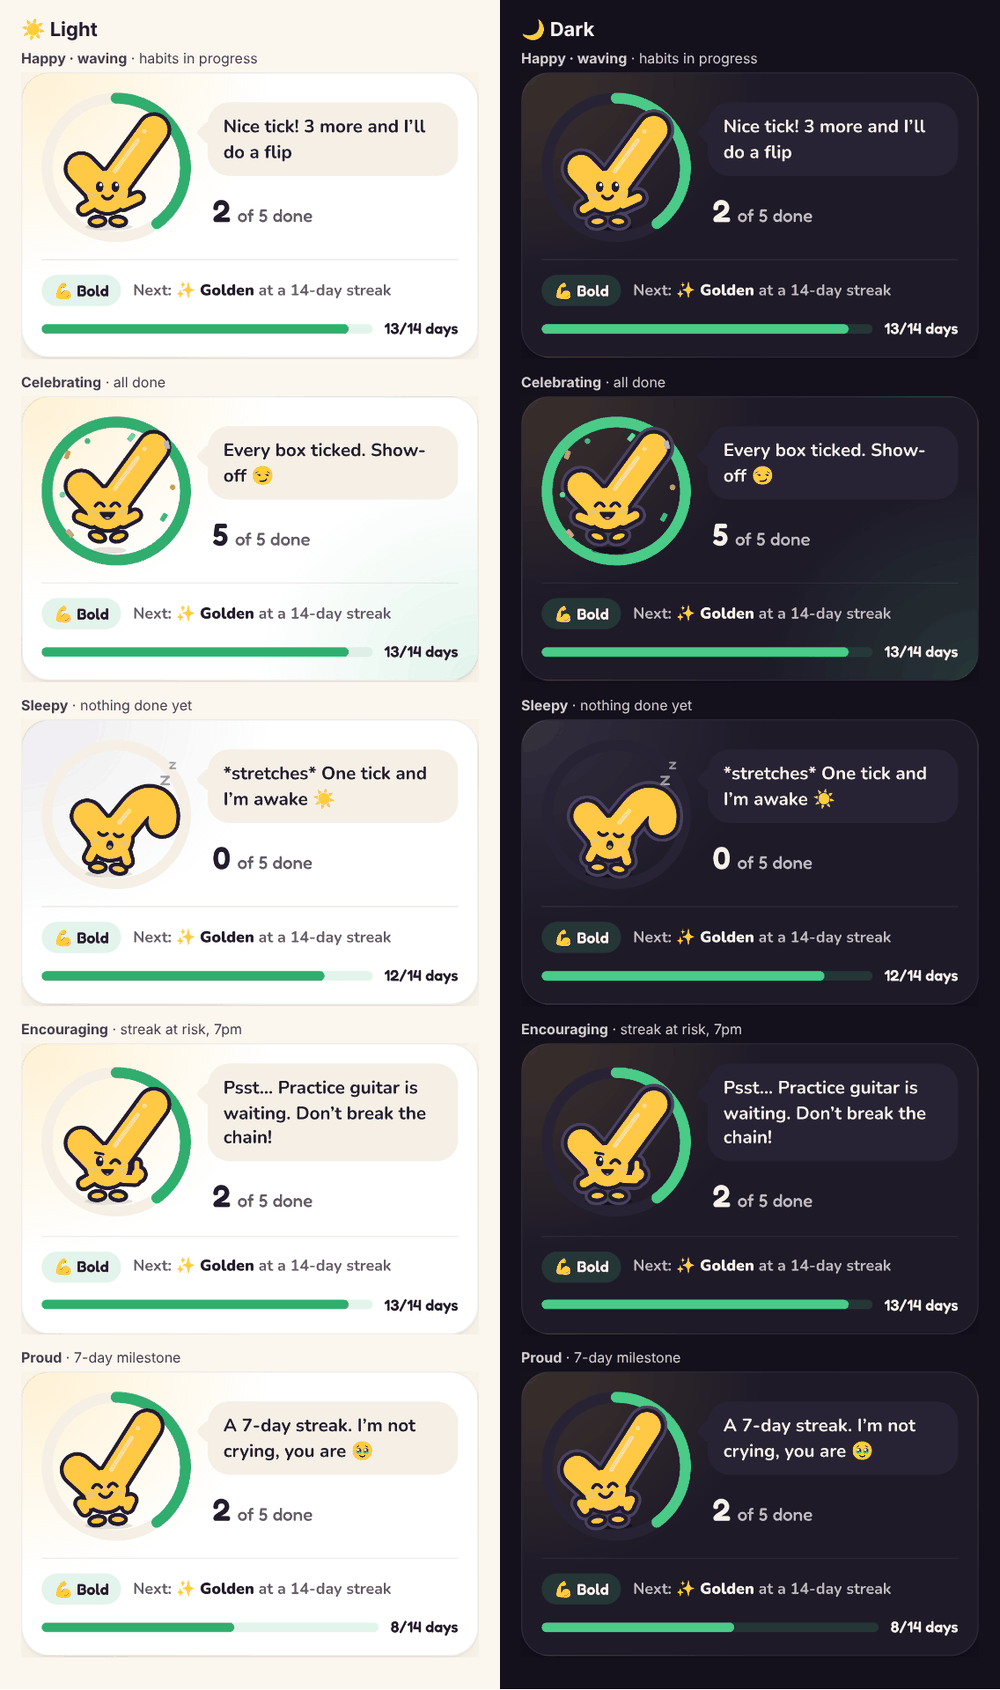 ☀️ Light
Happy · waving · habits in progress
Nice tick! 3 more and I’ll
do a flip
2 of 5 done
💪 Bold Next: ✨ Golden at a 14-day streak
13/14 days
Celebrating · all done
Every box ticked. Show-
off 😏
5 of 5 done
💪 Bold Next: ✨ Golden at a 14-day streak
13/14 days
Sleepy · nothing done yet
z
Z
*stretches* One tick and
I’m awake ☀️
0 of 5 done
💪 Bold Next: ✨ Golden at a 14-day streak
12/14 days
Encouraging · streak at risk, 7pm
Psst... Practice guitar is
waiting. Don’t break the
chain!
2 of 5 done
💪 Bold Next: ✨ Golden at a 14-day streak
13/14 days
Proud · 7-day milestone
A 7-day streak. I’m not
crying, you are 🥹
2 of 5 done
💪 Bold Next: ✨ Golden at a 14-day streak
8/14 days
🌙 Dark
Happy · waving · habits in progress
Nice tick! 3 more and I’ll
do a flip
2 of 5 done
💪 Bold Next: ✨ Golden at a 14-day streak
13/14 days
Celebrating · all done
Every box ticked. Show-
off 😏
5 of 5 done
💪 Bold Next: ✨ Golden at a 14-day streak
13/14 days
Sleepy · nothing done yet
z
Z
*stretches* One tick and
I’m awake ☀️
0 of 5 done
💪 Bold Next: ✨ Golden at a 14-day streak
12/14 days
Encouraging · streak at risk, 7pm
Psst... Practice guitar is
waiting. Don’t break the
chain!
2 of 5 done
💪 Bold Next: ✨ Golden at a 14-day streak
13/14 days
Proud · 7-day milestone
A 7-day streak. I’m not
crying, you are 🥹
2 of 5 done
💪 Bold Next: ✨ Golden at a 14-day streak
8/14 days